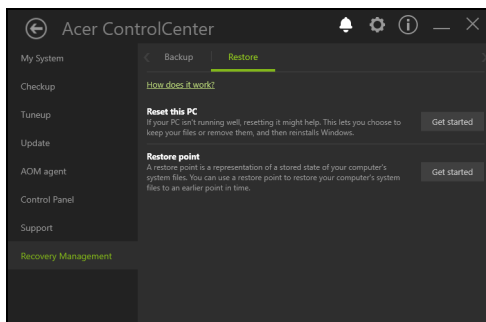 Acer ControlCenter
My System
Checkup
Tuneup
Update
AOM agent
Control Panel
Support
Recovery Management
Backup
Restore
How does it work?
Reset this PC
If your PC isn't running well, resetting it might help. This lets you choose to
keep your files or remove them, and then reinstalls Windows.
Get started
Restore point
A restore point is a representation of a stored state of your computer's
system files. You can use a restore point to restore your computer's system
files to an earlier point in time.
Get started